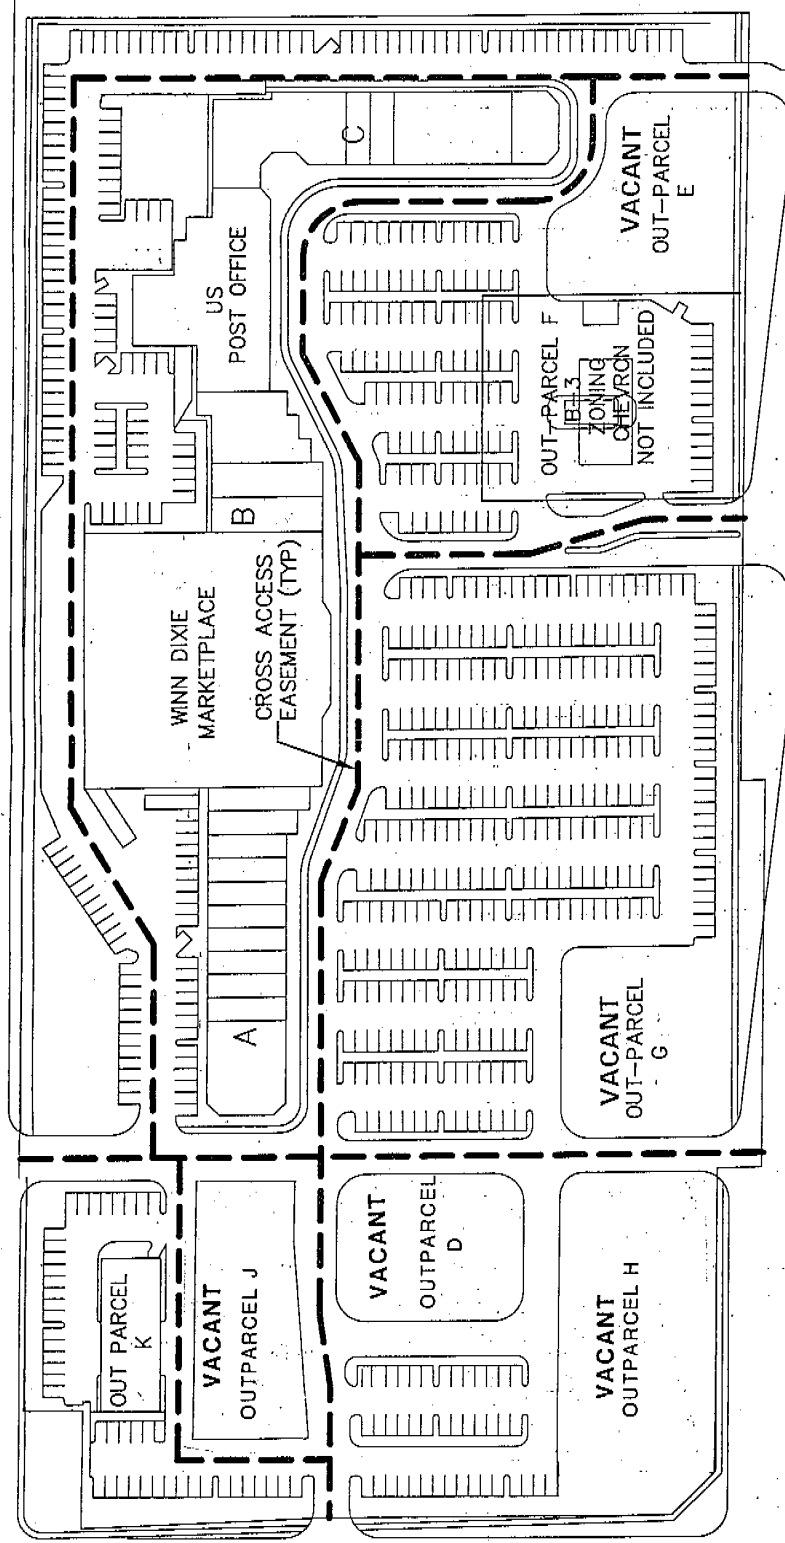 C
VACANT
OUT-PARCEL
E
US
POST OFFICE
OUT-PARCEL F
B-3
ZONING
CHEVRON
NOT INCLUDED
B
WINN DIXIE
MARKETPLACE
CROSS ACCESS
EASEMENT (TYP)
A
VACANT
OUT-PARCEL
G
VACANT
OUTPARCEL
D
OUT PARCEL
K
VACANT
OUTPARCEL J
VACANT
OUTPARCEL H